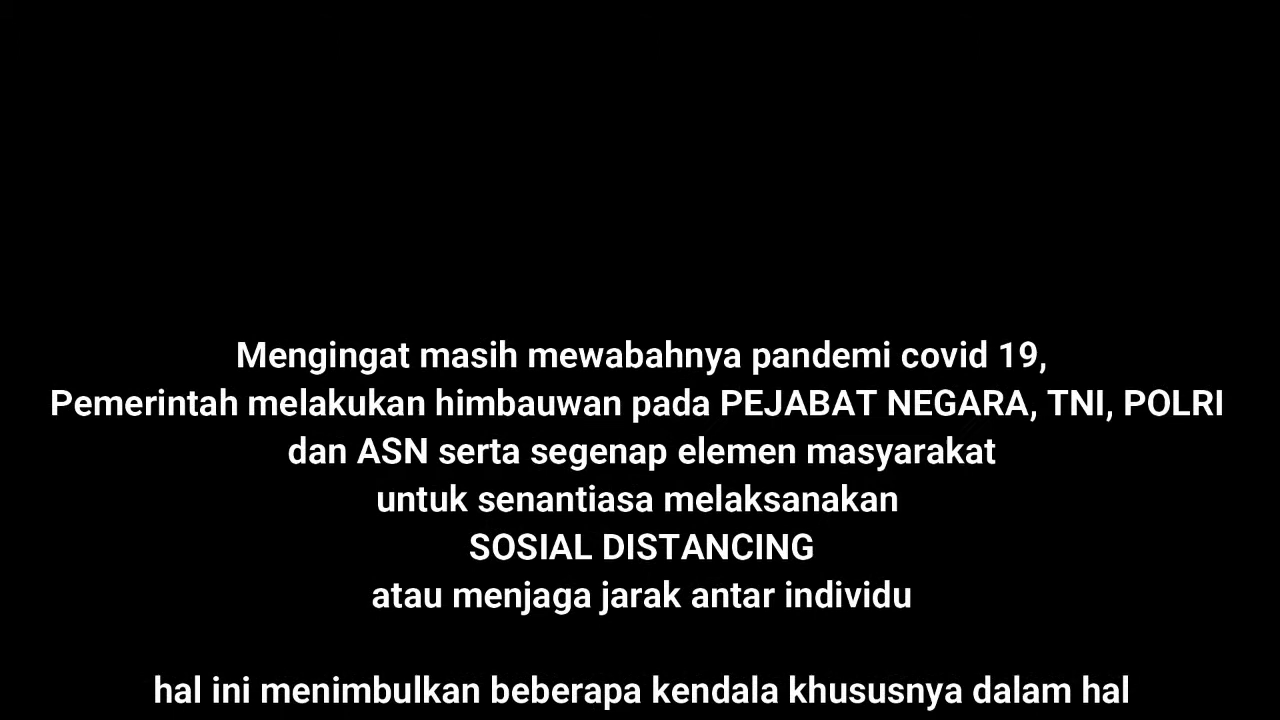 Mengingat masih mewabahnya pandemi covid 19,
Pemerintah melakukan himbauwan pada PEJABAT NEGARA, TNI, POLRI
dan ASN serta segenap elemen masyarakat
untuk senantiasa melaksanakan
SOSIAL DISTANCING
atau menjaga jarak antar individu
hal ini menimbulkan beberapa kendala khususnya dalam hal